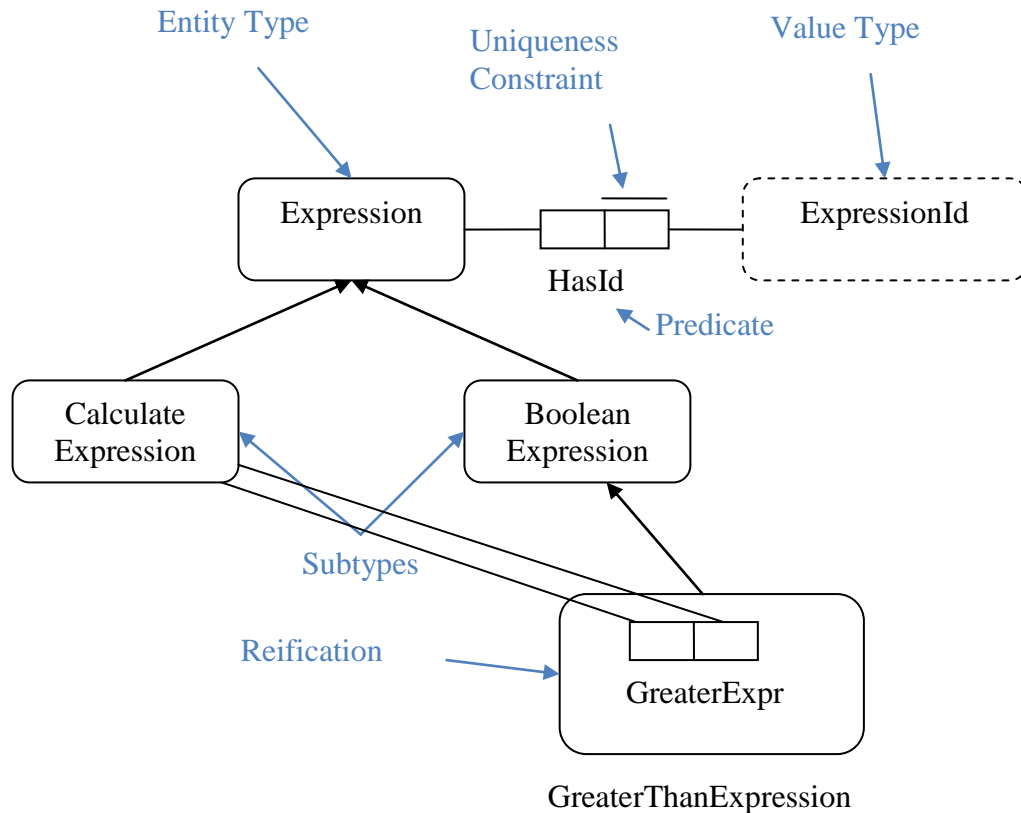 Entity Type
Uniqueness
Constraint
Value Type
Expression
ExpressionId
HasId
Predicate
Calculate
Expression
Boolean
Expression
Subtypes
Reification
GreaterExpr
GreaterThanExpression